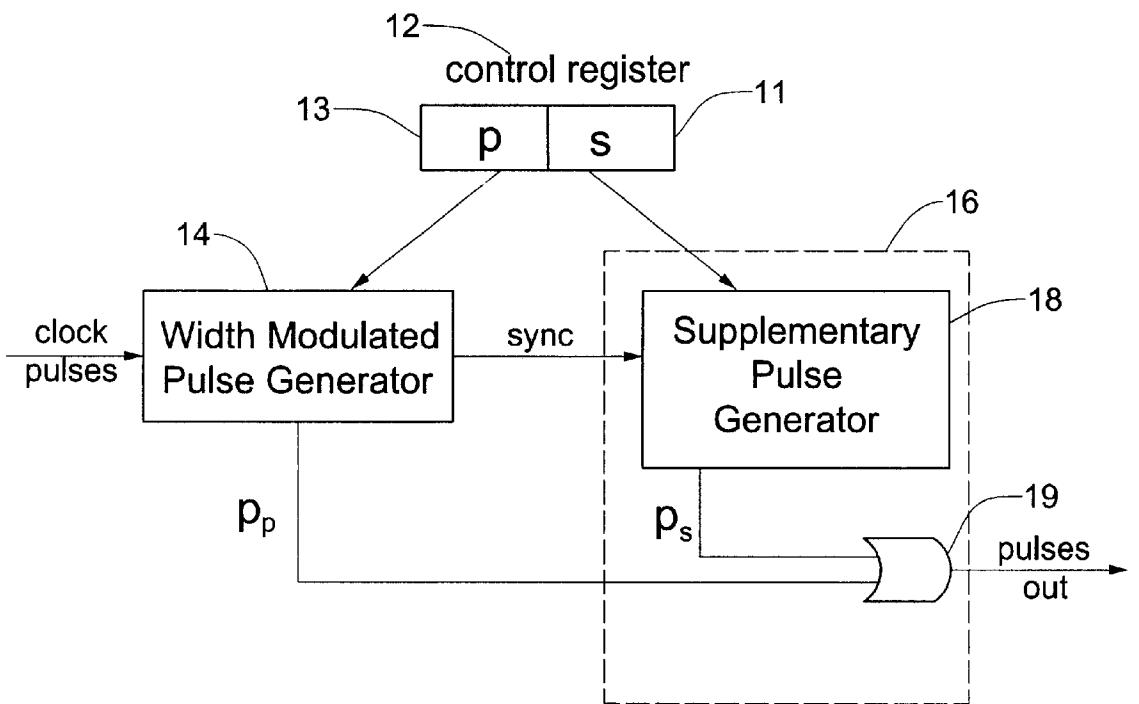 12
control register
13
11
p
s
16
14
18
clock
pulses
Width Modulated
Pulse Generator
sync
Supplementary
Pulse
Generator
pₚ
pₛ
19
pulses
out